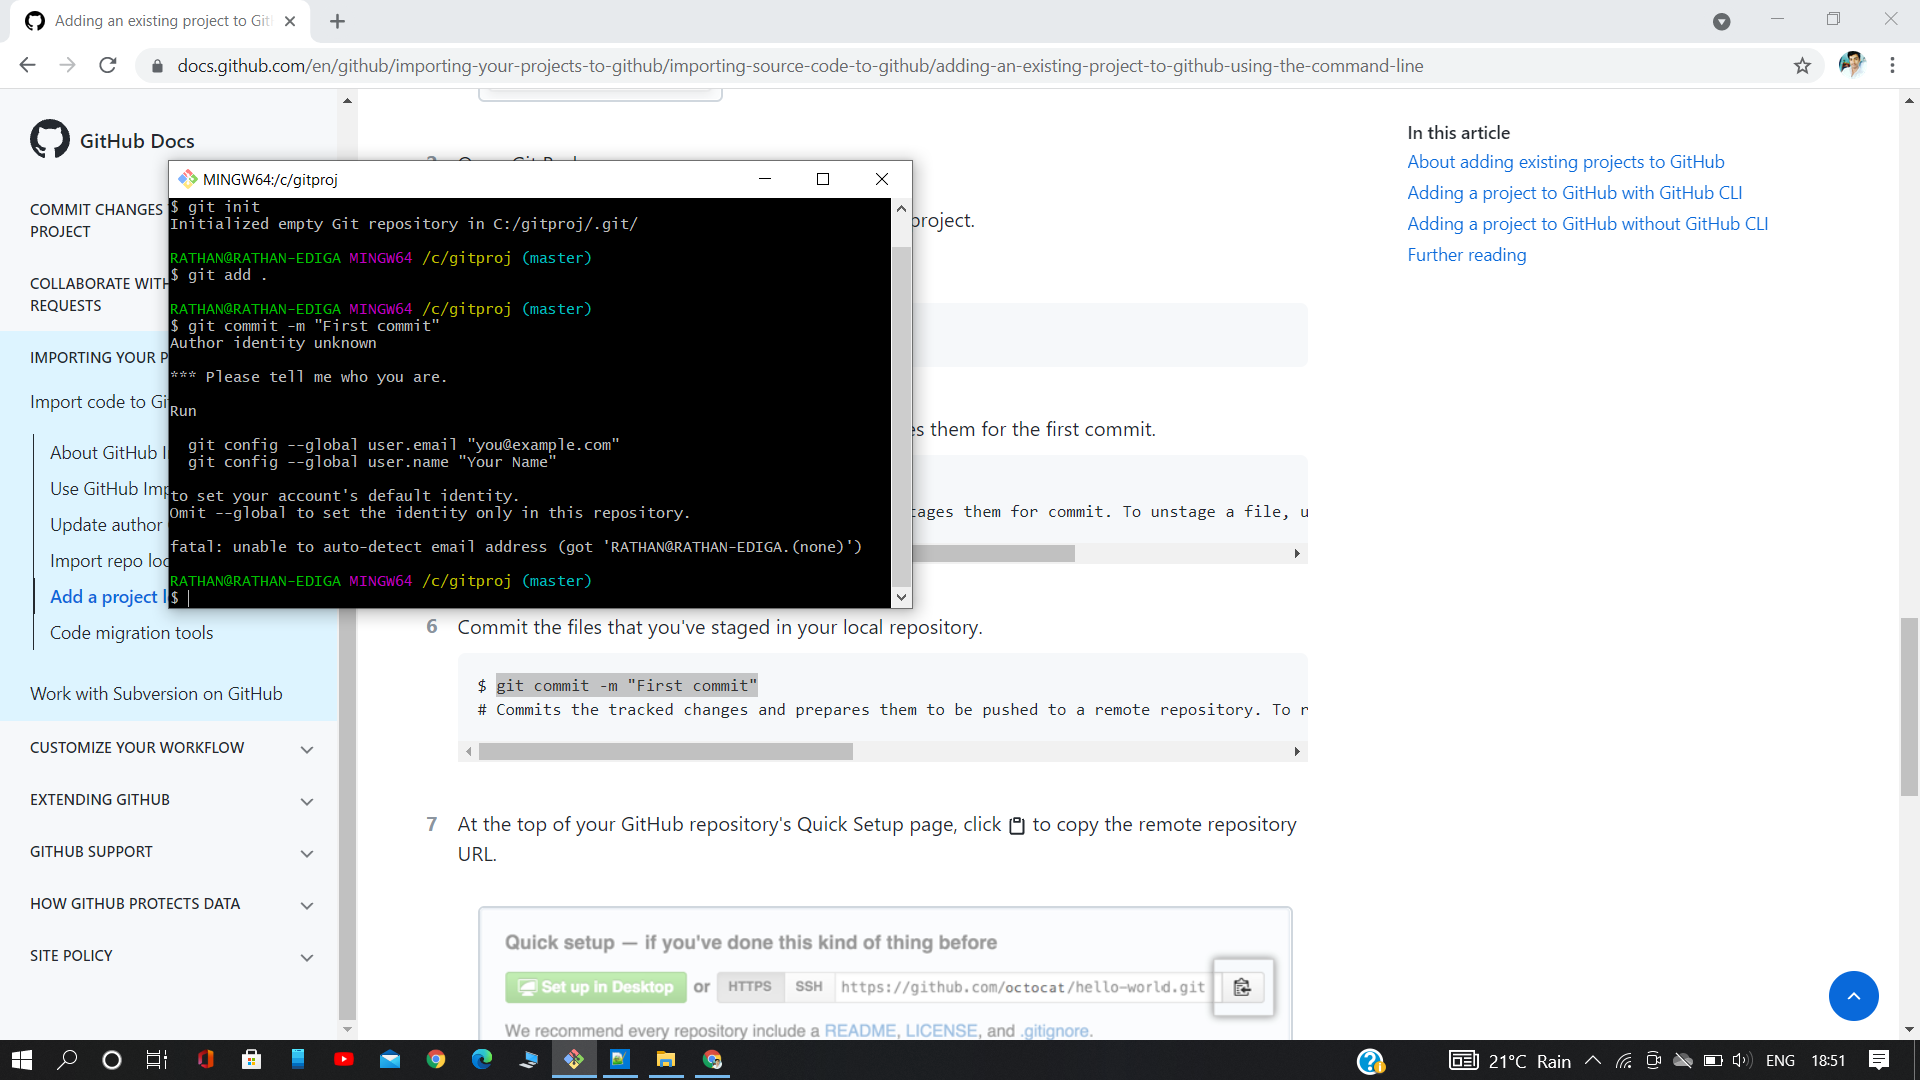 Adding an existing project to Git
docs.github.com/en/github/importing-your-projects-to-github/importing-source-code-to-github/adding-an-existing-project-to-github-using-the-command-line
GitHub Docs
COMMIT CHANGES
PROJECT
COLLABORATE WITH
REQUESTS
IMPORTING YOUR P
Import code to Gi
About GitHub I
Use GitHub Imp
Update author
Import repo loc
Add a project l
Code migration tools
Work with Subversion on GitHub
CUSTOMIZE YOUR WORKFLOW
EXTENDING GITHUB
GITHUB SUPPORT
HOW GITHUB PROTECTS DATA
SITE POLICY
MINGW64:/c/gitproj
$ git init
Initialized empty Git repository in C:/gitproj/.git/
RATHAN@RATHAN-EDIGA MINGW64 /c/gitproj (master)
$ git add .
RATHAN@RATHAN-EDIGA MINGW64 /c/gitproj (master)
$ git commit -m "First commit"
Author identity unknown
*** Please tell me who you are.
Run
git config --global user.email "you@example.com"
git config --global user.name "Your Name"
to set your account's default identity.
Omit --global to set the identity only in this repository.
fatal: unable to auto-detect email address (got 'RATHAN@RATHAN-EDIGA.(none)')
RATHAN@RATHAN-EDIGA MINGW64 /c/gitproj (master)
$
project.
es them for the first commit.
tages them for commit. To unstage a file, u
6 Commit the files that you've staged in your local repository.
$ git commit -m "First commit"
# Commits the tracked changes and prepares them to be pushed to a remote repository. To r
7 At the top of your GitHub repository's Quick Setup page, click to copy the remote repository
URL.
Quick setup — if you've done this kind of thing before
Set up in Desktop or HTTPS SSH https://github.com/octocat/hello-world.git
We recommend every repository include a README, LICENSE, and .gitignore.
In this article
About adding existing projects to GitHub
Adding a project to GitHub with GitHub CLI
Adding a project to GitHub without GitHub CLI
Further reading
21°C Rain ENG 18:51